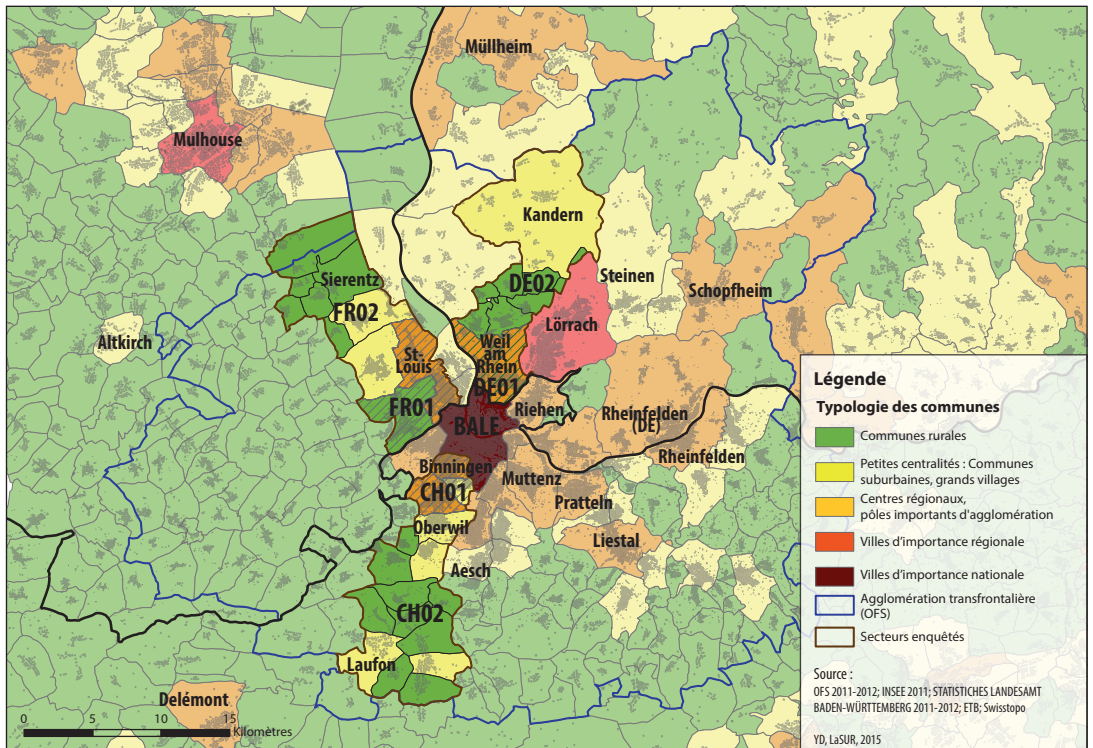 Müllheim
Mulhouse
Kandern
Sierentz
DE02
Steinen
Schopfheim
FR02
Lörrach
Altkirch
St-
Louis
Weil
am
Rhein
DE01
FR01
Riehen
Rheinfelden
(DE)
BALE
Binningen
Rheinfelden
Muttenz
CH01
Pratteln
Oberwil
Liestal
Aesch
CH02
Laufon
Delémont
0 5 10 15
Kilomètres
Légende
Typologie des communes
Communes rurales
Petites centralités : Communes
suburbaines, grands villages
Centres régionaux,
pôles importants d'agglomération
Villes d'importance régionale
Villes d'importance nationale
Agglomération transfrontalière
(OFS)
Secteurs enquêtés
Source :
OFS 2011-2012; INSEE 2011; STATISTICHES LANDESAMT
BADEN-WÜRTTEMBERG 2011-2012; ETB; Swisstopo
YD, LaSUR, 2015